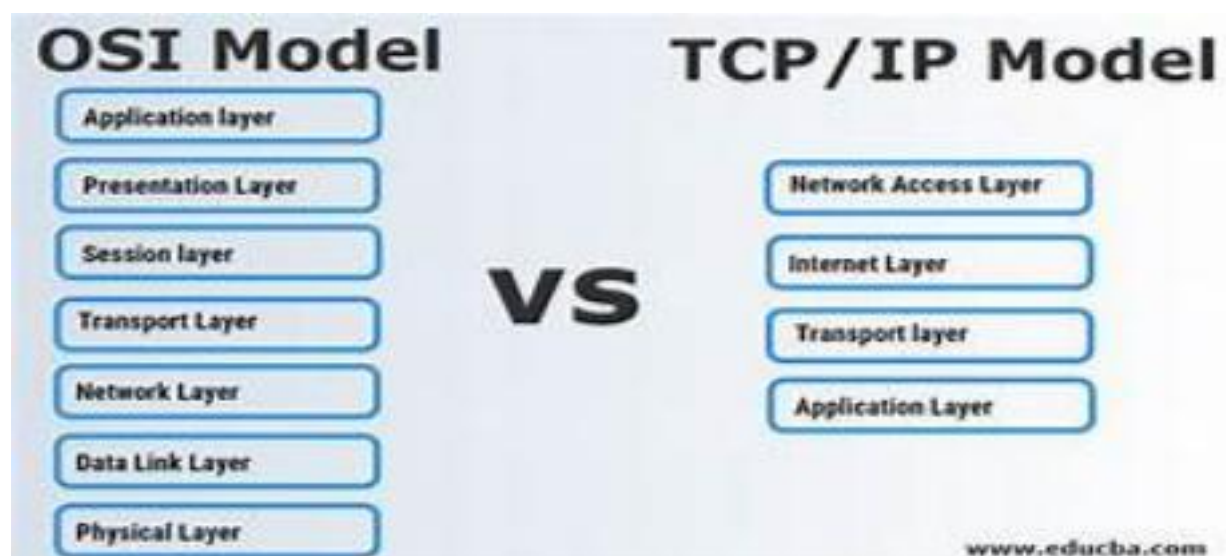 OSI Model
Application layer
Presentation Layer
Session layer
Transport Layer
Network Layer
Data Link Layer
Physical Layer
vs
TCP/IP Model
Network Access Layer
Internet Layer
Transport layer
Application Layer
www.educba.com